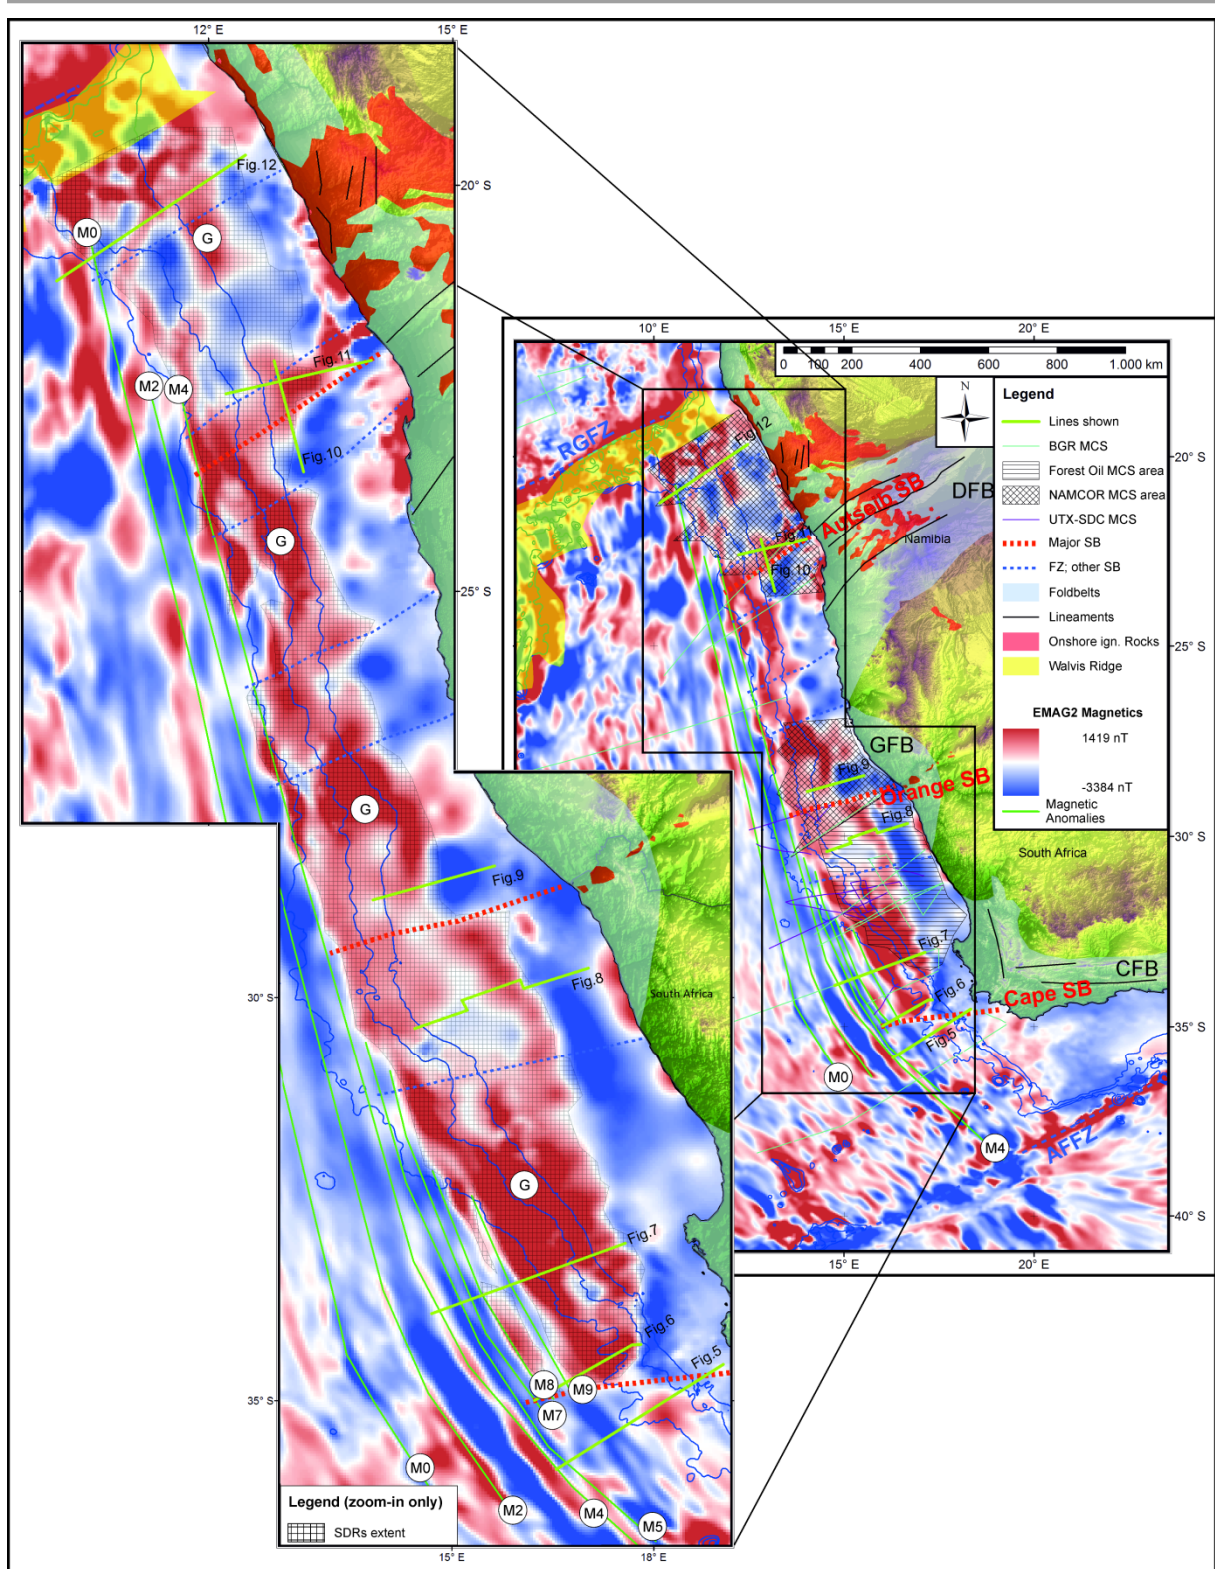 12° E
15° E
Fig.12
20° S
M0
G
Fig.11
M2
M4
Fig.10
G
25° S
G
Fig.9
Fig.8
30° S
South Africa
G
Fig.7
Fig.6
Fig.5
M8
M9
M7
35° S
M0
M2
M4
M5
Legend (zoom-in only)
SDRs extent
15° E
18° E
10° E
15° E
20° E
0 100 200 400 600 800 1.000 km
N
Legend
Lines shown
BGR MCS
Forest Oil MCS area
NAMCOR MCS area
UTX-SDC MCS
Major SB
FZ; other SB
Foldbelts
Lineaments
Onshore ign. Rocks
Walvis Ridge
EMAG2 Magnetics
1419 nT
-3384 nT
Magnetic
Anomalies
RGFZ
Fig.12
20° S
DFB
Autseib SB
Namibia
Fig.11
Fig.10
25° S
GFB
Fig.9
Orange SB
Fig.8
30° S
South Africa
Fig.7
CFB
Fig.6
Cape SB
Fig.5
35° S
M0
M4
AFFZ
40° S
15° E
20° E